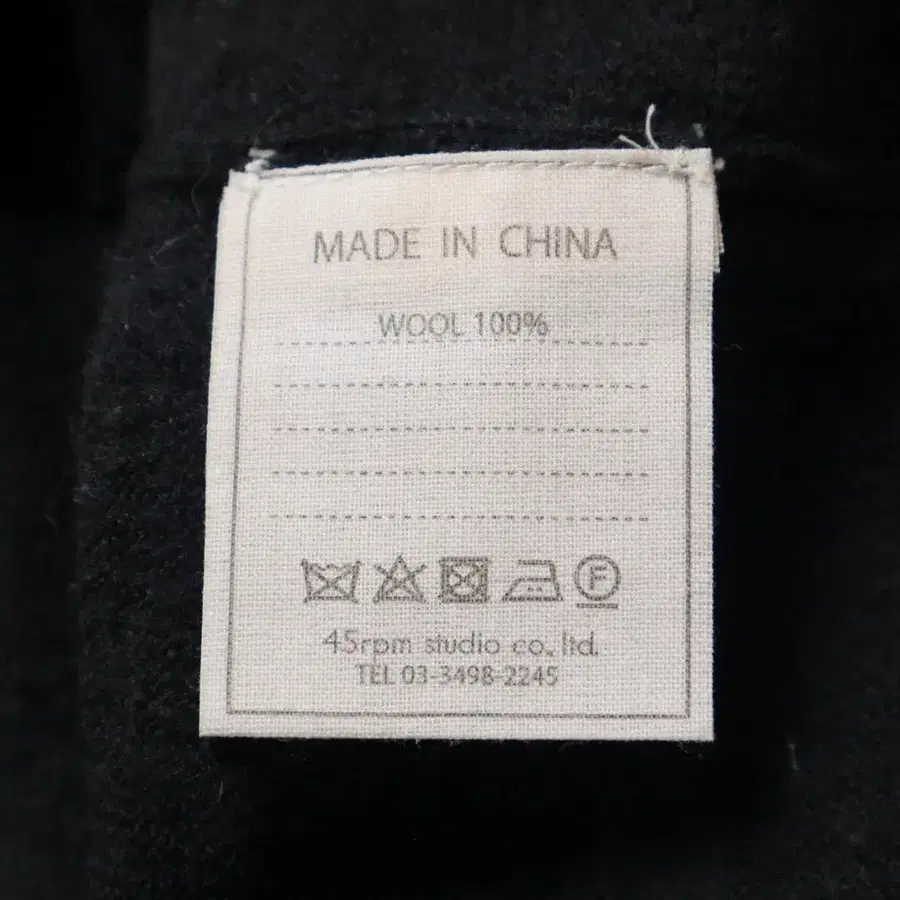 MADE IN CHINA
WOOL 100%
F
45rpm studio co., ltd.
TEL 03-3498-2245